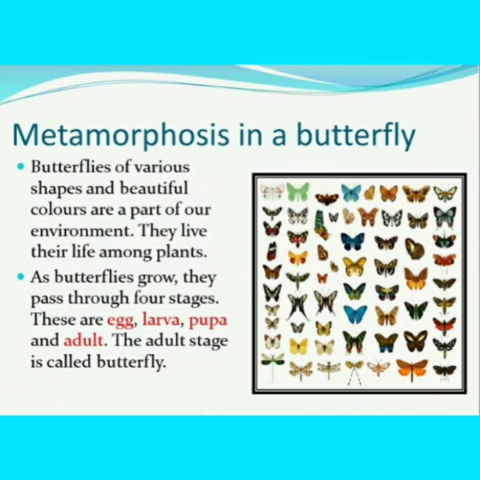 Metamorphosis in a butterfly
• Butterflies of various
shapes and beautiful
colours are a part of our
environment. They live
their life among plants.
• As butterflies grow, they
pass through four stages.
These are egg, larva, pupa
and adult. The adult stage
is called butterfly.